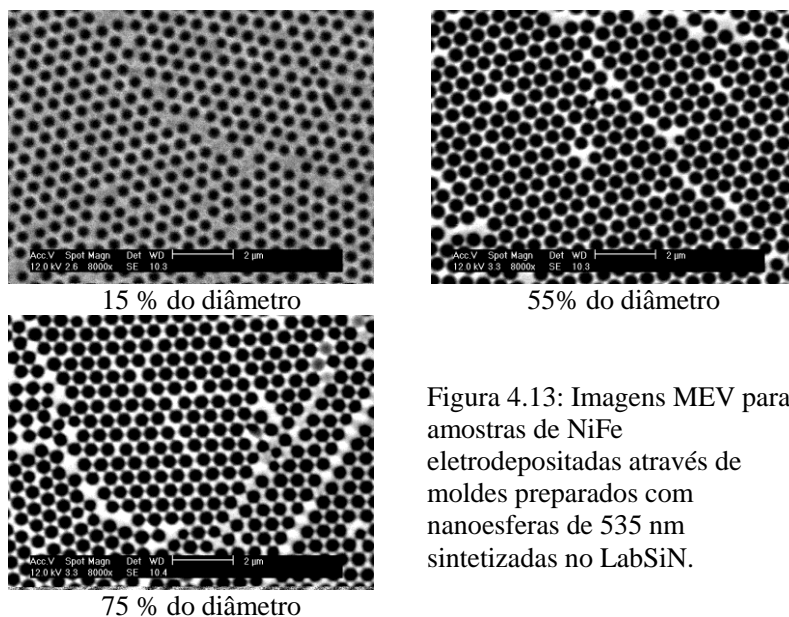 Acc.V Spot Magn Det WD 2 µm
12.0 kV 2.6 8000x SE 10.3
15 % do diâmetro
Acc.V Spot Magn Det WD 2 µm
12.0 kV 3.3 8000x SE 10.3
55% do diâmetro
Acc.V Spot Magn Det WD 2 µm
12.0 kV 3.3 8000x SE 10.4
75 % do diâmetro
Figura 4.13: Imagens MEV para
amostras de NiFe
eletrodepositadas através de
moldes preparados com
nanoesferas de 535 nm
sintetizadas no LabSiN.